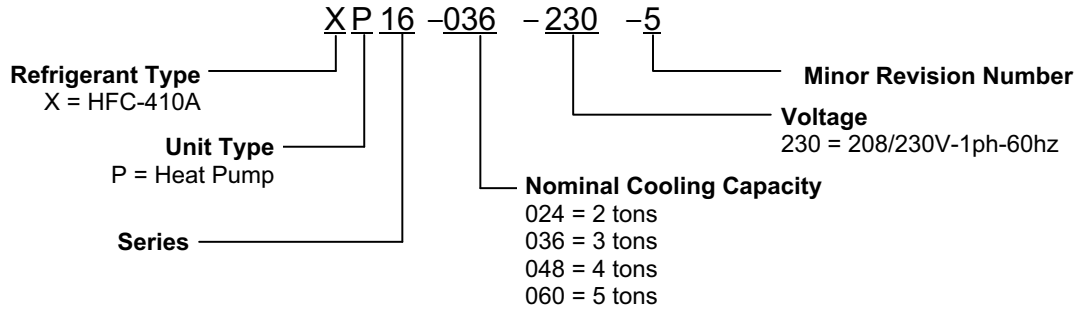 XP16 –036 –230 –5
Refrigerant Type
X = HFC-410A
Unit Type
P = Heat Pump
Series
Minor Revision Number
Voltage
230 = 208/230V-1ph-60hz
Nominal Cooling Capacity
024 = 2 tons
036 = 3 tons
048 = 4 tons
060 = 5 tons